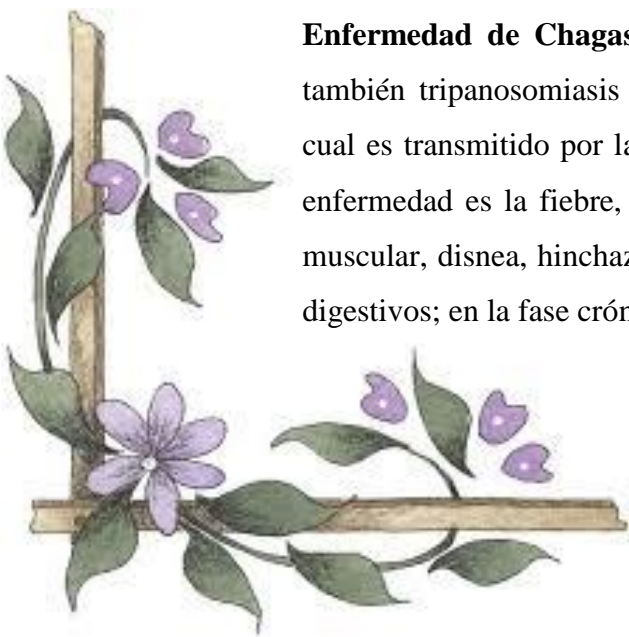 Enfermedad de Chagas
también tripanosomiasis
cual es transmitido por la
enfermedad es la fiebre,
muscular, disnea, hinchaz
digestivos; en la fase crón